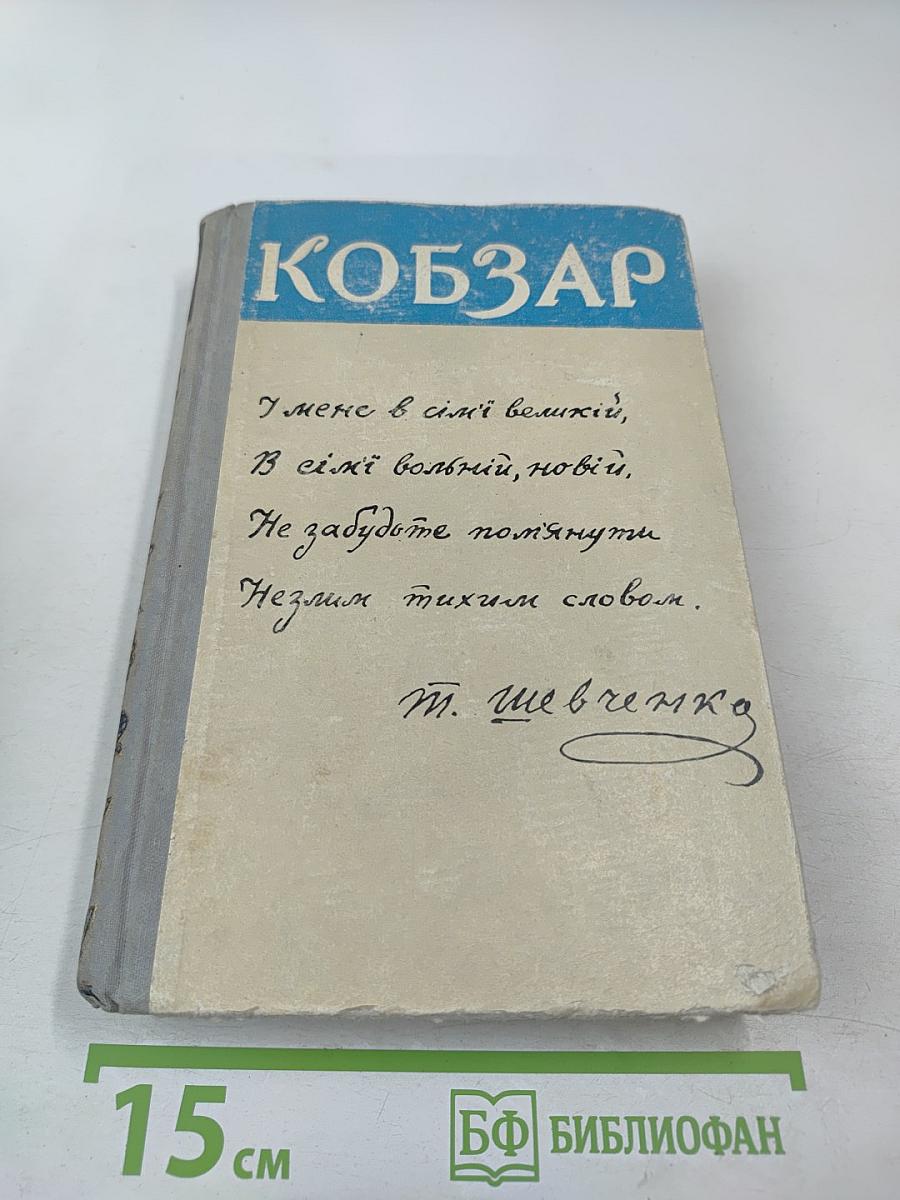 КОБЗАР
І мене в сім'ї великій,
В сім'ї вольній, новій,
Не забудьте пом'янути
Незлим тихим словом.
Т. Шевченко
15 см
БФ БИБЛИОФАН